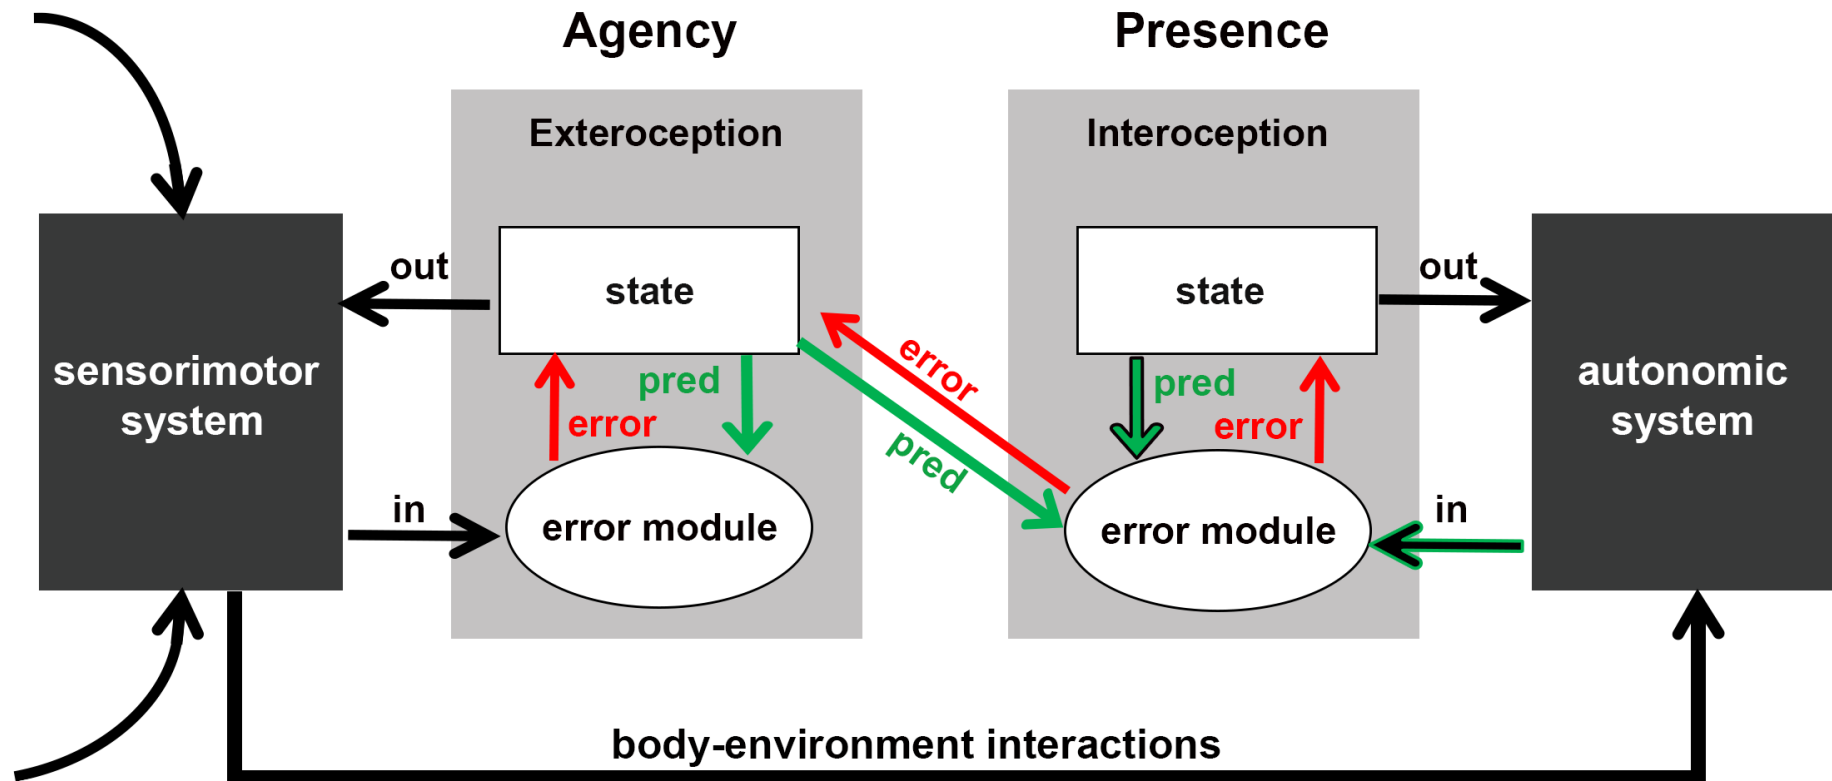 Agency
Presence
Exteroception
Interoception
out
state
state
out
sensorimotor
system
pred
error
error
pred
pred
error
autonomic
system
in
error module
error module
in
body-environment interactions